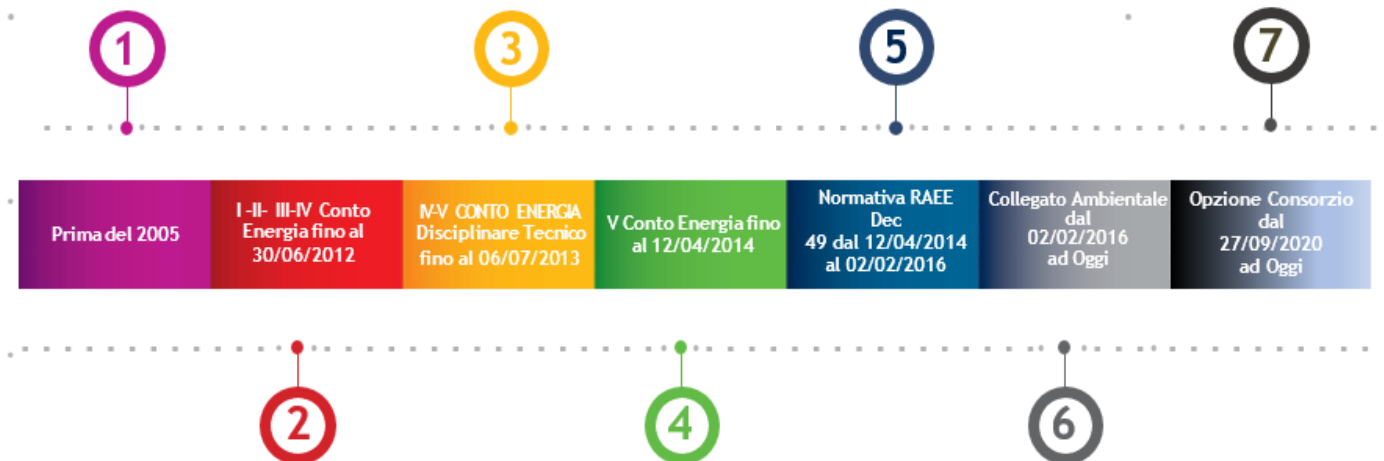 1
3
5
7
Prima del 2005
I -II- III-IV Conto
Energia fino al
30/06/2012
IV-V CONTO ENERGIA
Disciplinare Tecnico
fino al 06/07/2013
V Conto Energia fino
al 12/04/2014
Normativa RAEE
Dec
49 dal 12/04/2014
al 02/02/2016
Collegato Ambientale
dal
02/02/2016
ad Oggi
Opzione Consorzio
dal
27/09/2020
ad Oggi
2
4
6